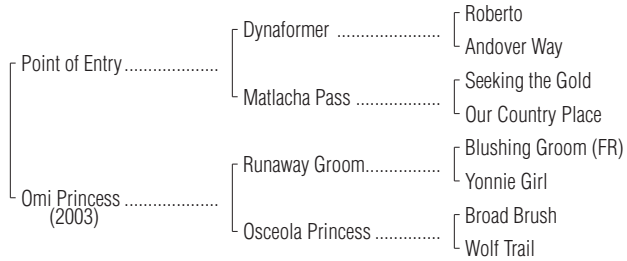 Roberto
Dynaformer ..................
Andover Way
Point of Entry ...................
Seeking the Gold
Matlacha Pass ...............
Our Country Place
Blushing Groom (FR)
Runaway Groom.............
Yonnie Girl
Omi Princess ...................
(2003)
Broad Brush
Osceola Princess ............
Wolf Trail